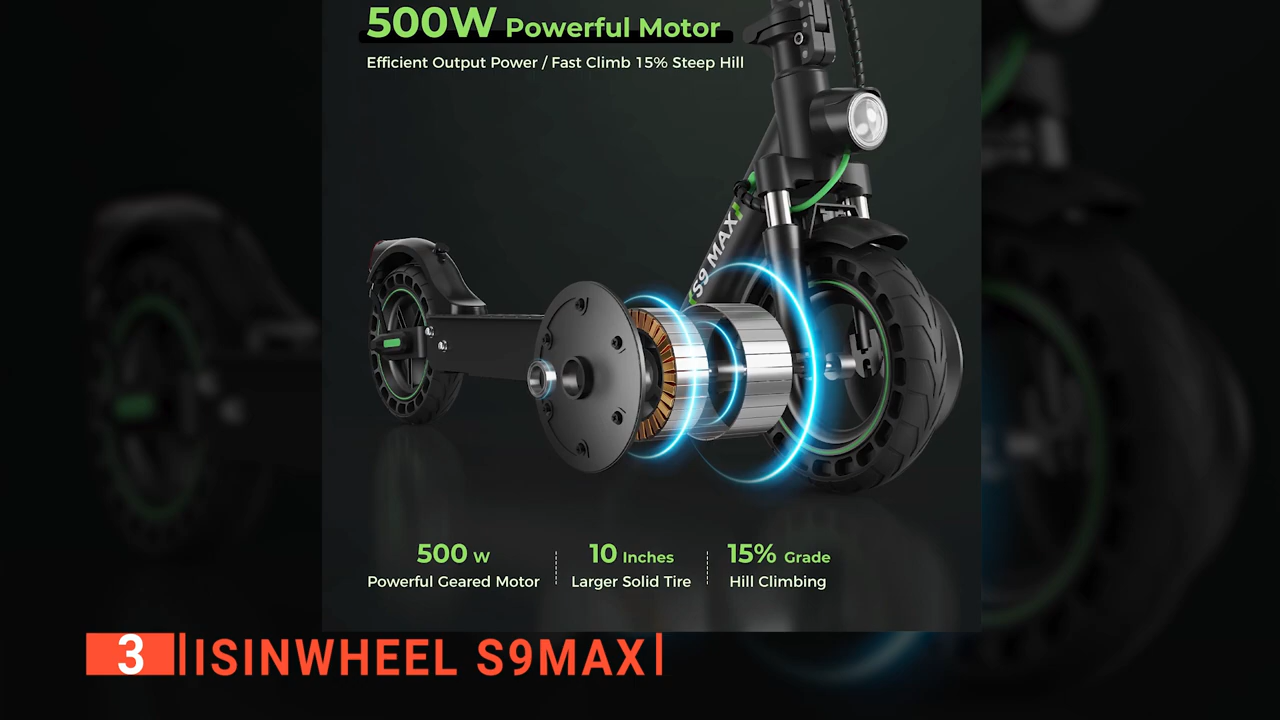 500W Powerful Motor
Efficient Output Power / Fast Climb 15% Steep Hill
S9 MAX
500 W
10 Inches
15% Grade
Powerful Geared Motor
Larger Solid Tire
Hill Climbing
3
ISINWHEEL S9MAX